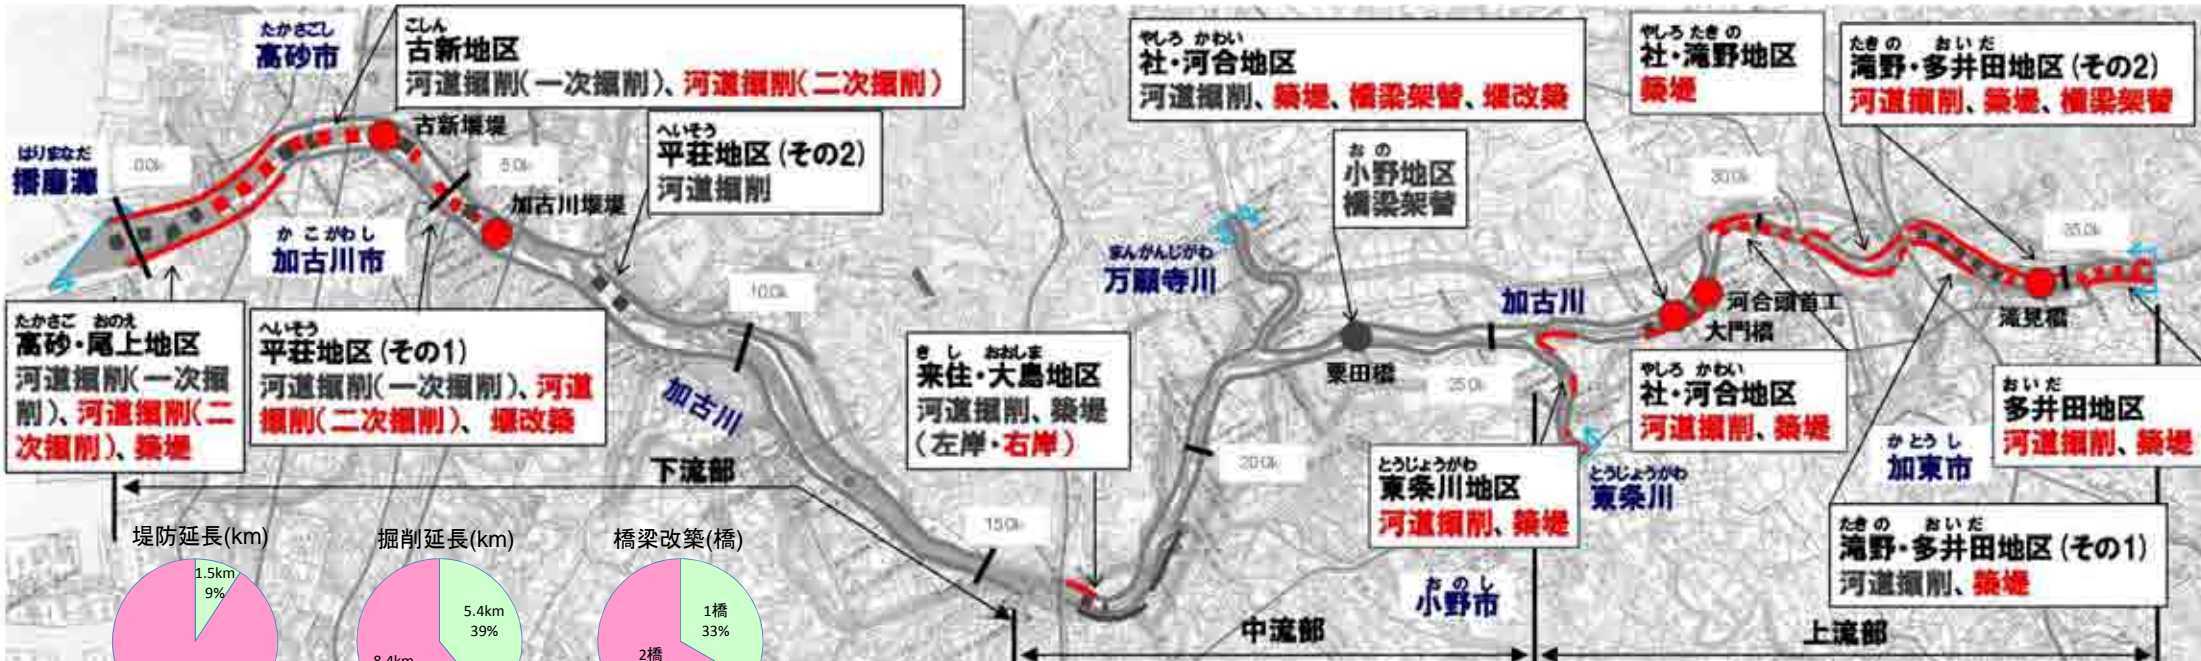 たかさごし
高砂市
こしん
古新地区
河道掘削(一次掘削)、河道掘削(二次掘削)
やしろ かわい
社・河合地区
河道掘削、築堤、橋梁架替、堰改築
やしろ たきの
社・滝野地区
築堤
たきの おいだ
滝野・多井田地区(その2)
河道掘削、築堤、橋梁架替
はりまなだ
播磨灘
0.0k
古新堰堤
5.0k
へいそう
平荘地区(その2)
河道掘削
おの
小野地区
橋梁架替
30.0k
35.0k
かこがわし
加古川市
加古川堰堤
まんがんじがわ
万願寺川
10.0k
加古川
河合頭首工
大門橋
滝見橋
たかさご おのえ
高砂・尾上地区
河道掘削(一次掘
削)、河道掘削(二
次掘削)、築堤
へいそう
平荘地区(その1)
河道掘削(一次掘削)、河道
掘削(二次掘削)、堰改築
加古川
きし おおしま
来住・大島地区
河道掘削、築堤
(左岸・右岸)
粟田橋
25.0k
やしろ かわい
社・河合地区
河道掘削、築堤
おいだ
多井田地区
河道掘削、築堤
かとうし
加東市
20.0k
とうじょうがわ
東条川地区
河道掘削、築堤
とうじょうがわ
東条川
たきの おいだ
滝野・多井田地区(その1)
河道掘削、築堤
下流部
15.0k
おのし
小野市
中流部
上流部
堤防延長(km)
1.5km
9%
掘削延長(km)
5.4km
39%
8.4km
橋梁改築(橋)
1橋
33%
2橋